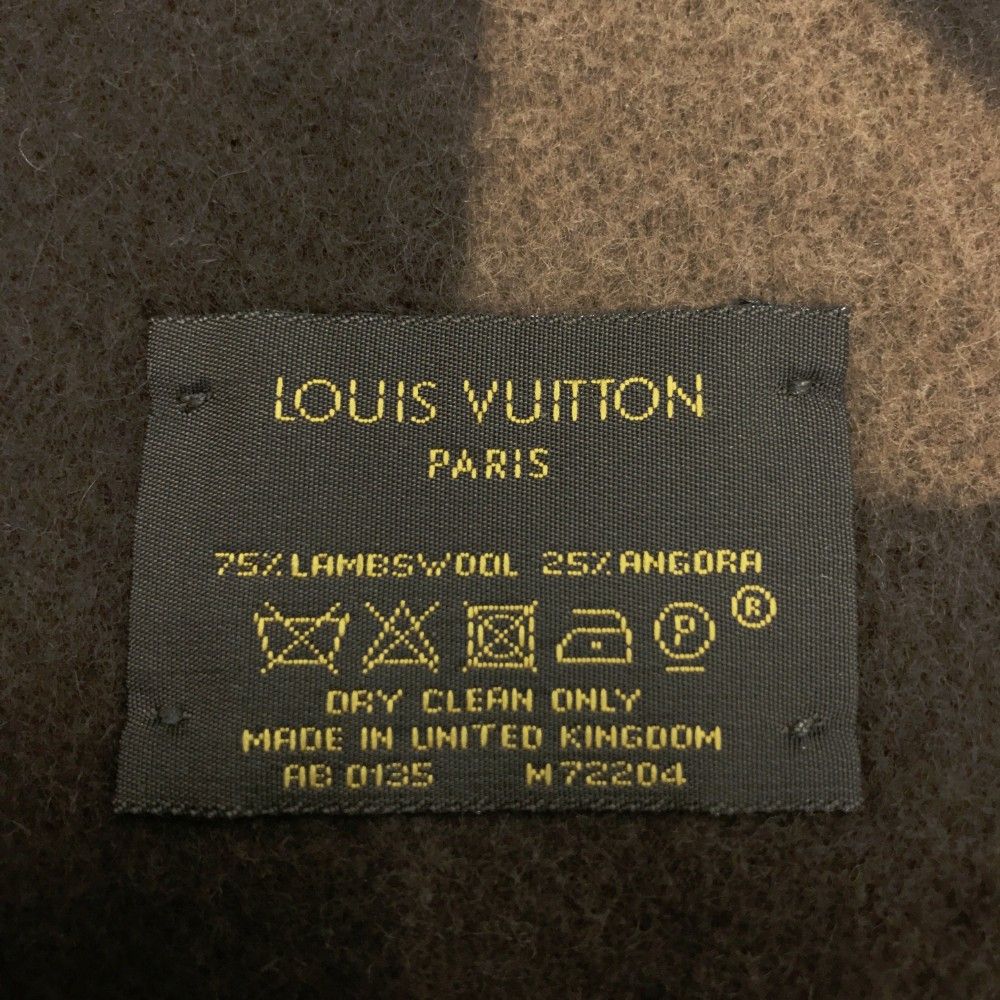 LOUIS VUITTON
PARIS
75% LAMBSWOOL 25% ANGORA
P ®
DRY CLEAN ONLY
MADE IN UNITED KINGDOM
AB 0135 M72204